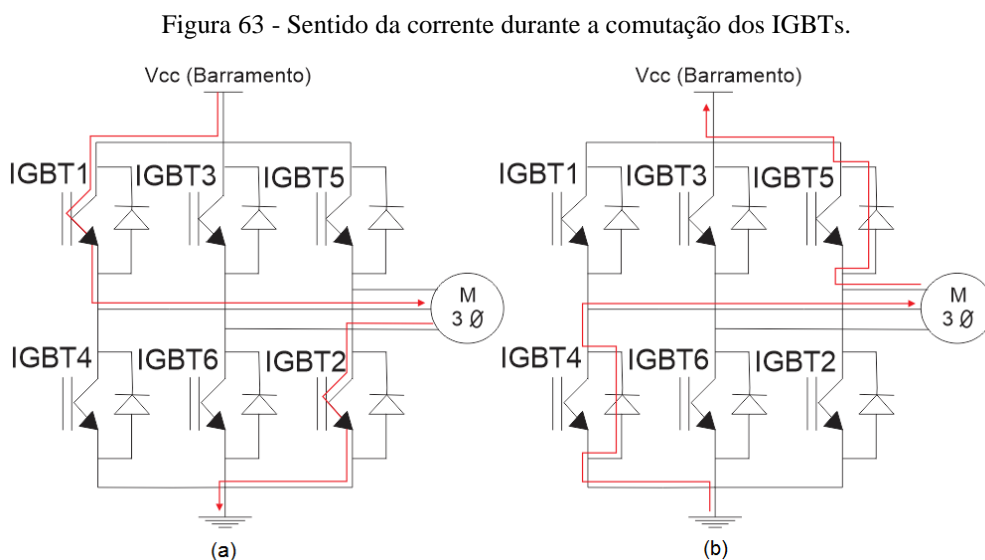 Figura 63 - Sentido da corrente durante a comutação dos IGBTs.
Vcc (Barramento)
IGBT1 IGBT3 IGBT5
M
3 Ø
IGBT4 IGBT6 IGBT2
(a)
Vcc (Barramento)
IGBT1 IGBT3 IGBT5
M
3 Ø
IGBT4 IGBT6 IGBT2
(b)